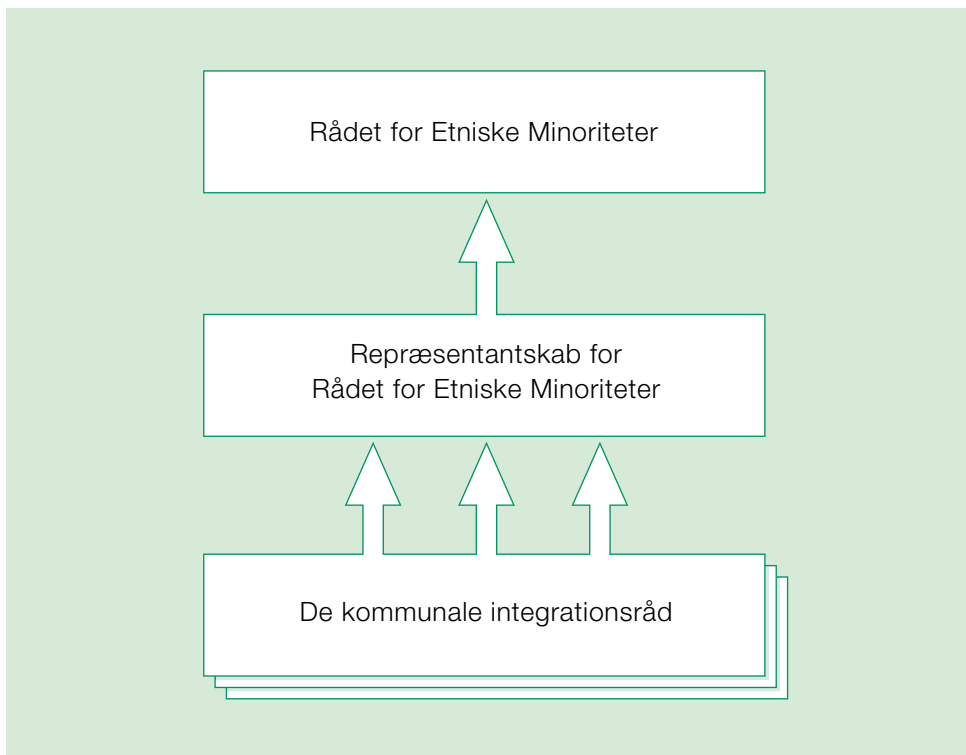 Rådet for Etniske Minoriteter
Repræsentantskab for
Rådet for Etniske Minoriteter
De kommunale integrationsråd